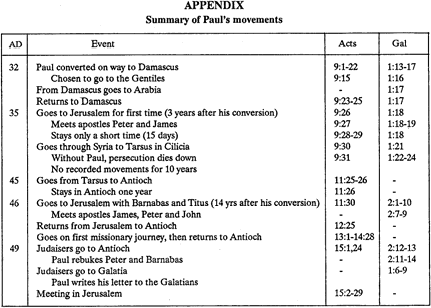 APPENDIX
Summary of Paul's movements
AD Event Acts Gal
32 Paul converted on way to Damascus 9:1-22 1:13-17
Chosen to go to the Gentiles 9:15 1:16
From Damascus goes to Arabia - 1:17
Returns to Damascus 9:23-25 1:17
35 Goes to Jerusalem for first time (3 years after his conversion) 9:26 1:18
Meets apostles Peter and James 9:27 1:18-19
Stays only a short time (15 days) 9:28-29 1:18
Goes through Syria to Tarsus in Cilicia 9:30 1:21
Without Paul, persecution dies down 9:31 1:22-24
No recorded movements for 10 years
45 Goes from Tarsus to Antioch 11:25-26 -
Stays in Antioch one year 11:26 -
46 Goes to Jerusalem with Barnabas and Titus (14 yrs after his conversion) 11:30 2:1-10
Meets apostles James, Peter and John - 2:7-9
Returns from Jerusalem to Antioch 12:25 -
Goes on first missionary journey, then returns to Antioch 13:1-14:28 -
49 Judaisers go to Antioch 15:1,24 2:12-13
Paul rebukes Peter and Barnabas - 2:11-14
Judaisers go to Galatia - 1:6-9
Paul writes his letter to the Galatians
Meeting in Jerusalem 15:2-29 -